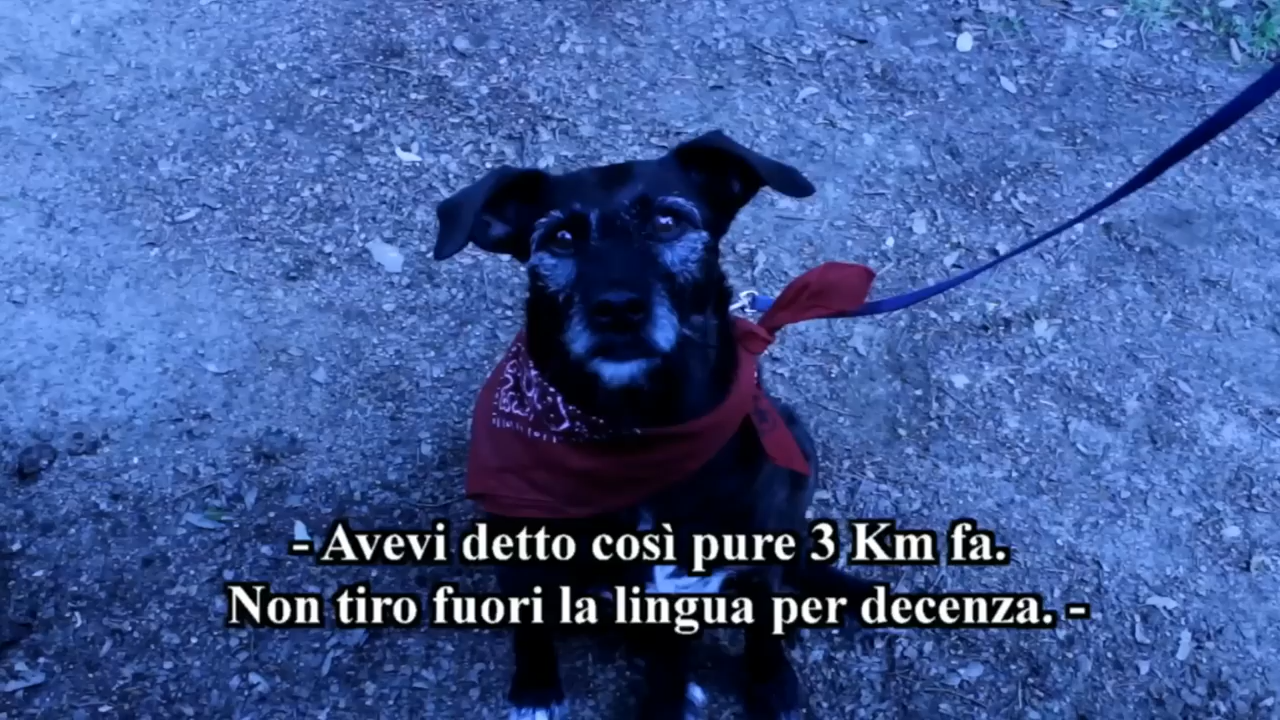 - Avevi detto così pure 3 Km fa.
Non tiro fuori la lingua per decenza. -